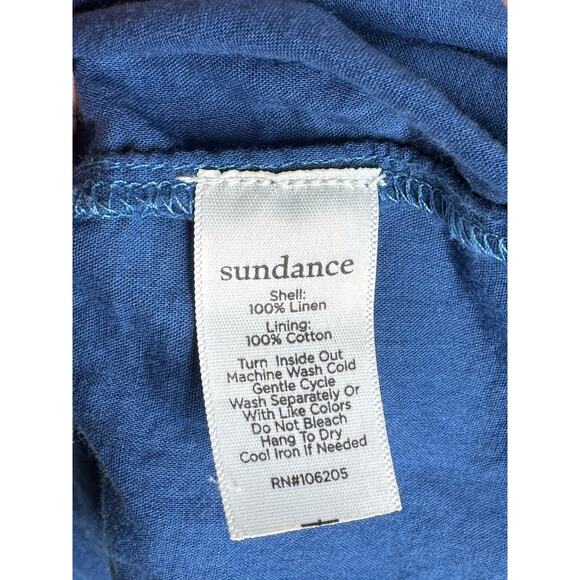 sundance
Shell:
100% Linen
Lining:
100% Cotton
Turn Inside Out
Machine Wash Cold
Gentle Cycle
Wash Separately Or
With Like Colors
Do Not Bleach
Hang To Dry
Cool Iron If Needed
RN#106205